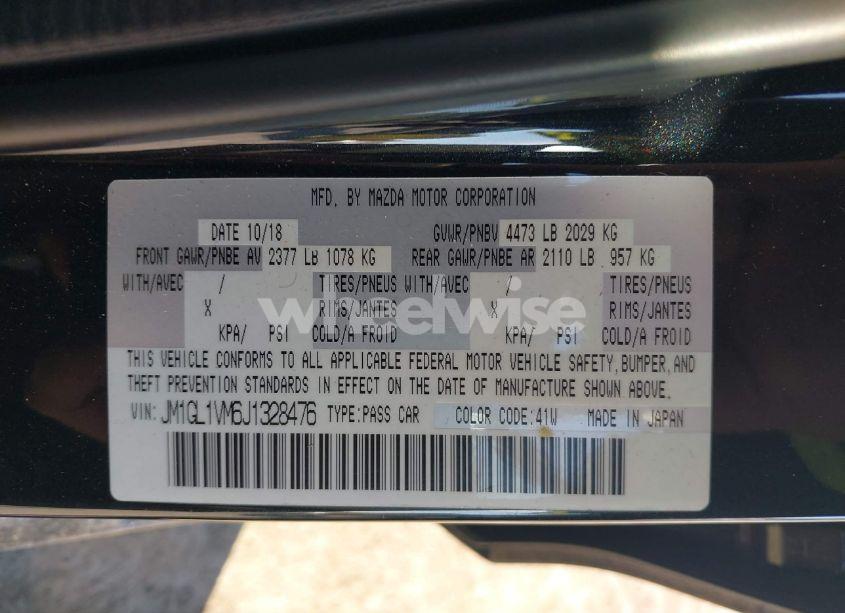 MFD. BY MAZDA MOTOR CORPORATION
DATE 10/18 GVWR/PNBV 4473 LB 2029 KG
FRONT GAWR/PNBE AV 2377 LB 1078 KG REAR GAWR/PNBE AR 2110 LB 957 KG
WITH/AVEC / TIRES/PNEUS WITH/AVEC / TIRES/PNEUS
X RIMS/JANTES X RIMS/JANTES
wheelwise
KPA/ PSI COLD/A FROID KPA/ PSI COLD/A FROID
THIS VEHICLE CONFORMS TO ALL APPLICABLE FEDERAL MOTOR VEHICLE SAFETY, BUMPER, AND
THEFT PREVENTION STANDARDS IN EFFECT ON THE DATE OF MANUFACTURE SHOWN ABOVE.
VIN: JM1GL1VM6J1328476 TYPE:PASS CAR COLOR CODE:41W MADE IN JAPAN